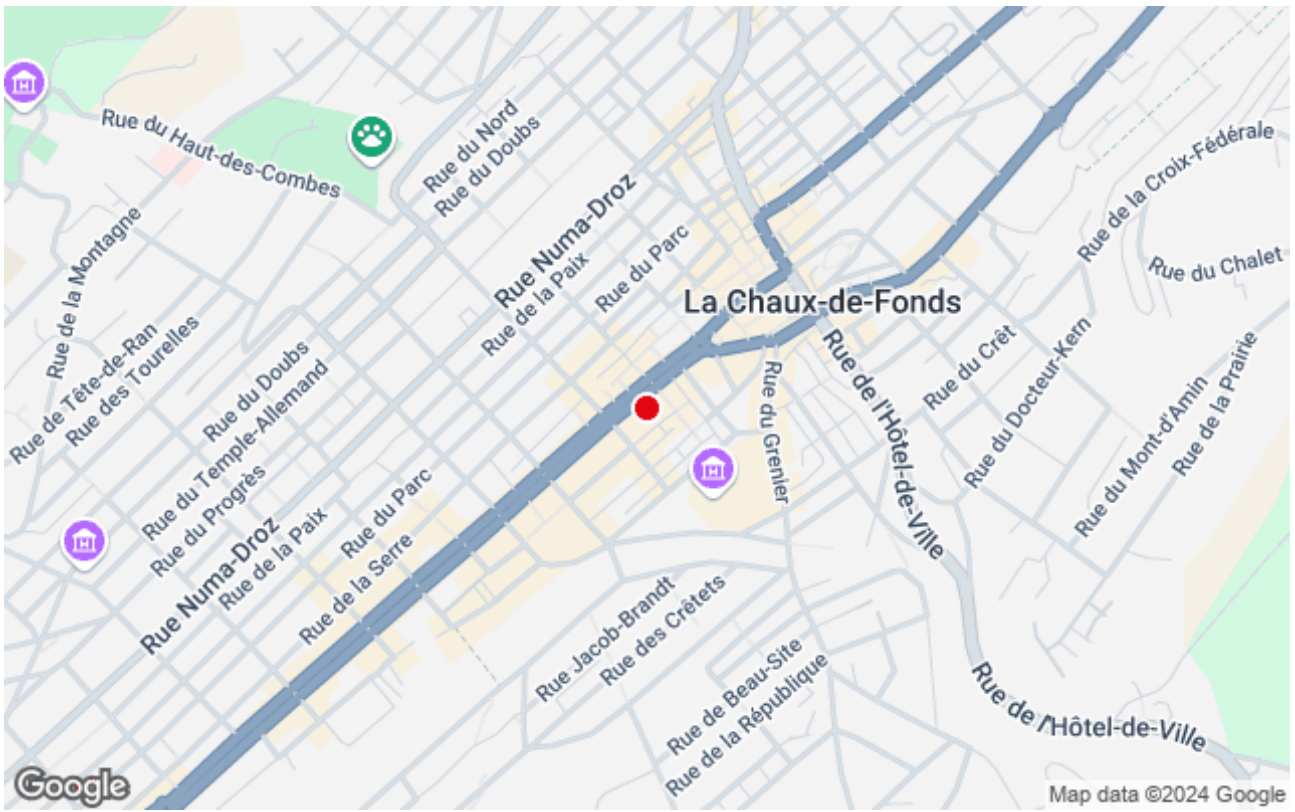 Rue du Haut-des-Combes
Rue du Nord
Rue du Doubs
Rue Numa-Droz
Rue de la Paix
Rue du Parc
La Chaux-de-Fonds
Rue de la Croix-Fédérale
Rue du Chalet
Rue de la Montagne
Rue de Tête-de-Ran
Rue des Tourelles
Rue du Doubs
Rue du Temple-Allemand
Rue du Progrès
Rue Numa-Droz
Rue de la Paix
Rue du Parc
Rue de la Serre
Rue du Grenier
Rue de l'Hôtel-de-Ville
Rue du Crêt
Rue du Docteur-Kern
Rue du Mont-d'Amin
Rue de la Prairie
Rue Jacob-Brandt
Rue des Crêtets
Rue de Beau-Site
Rue de la République
Rue de l'Hôtel-de-Ville
H
H
H
Google
Map data ©2024 Google